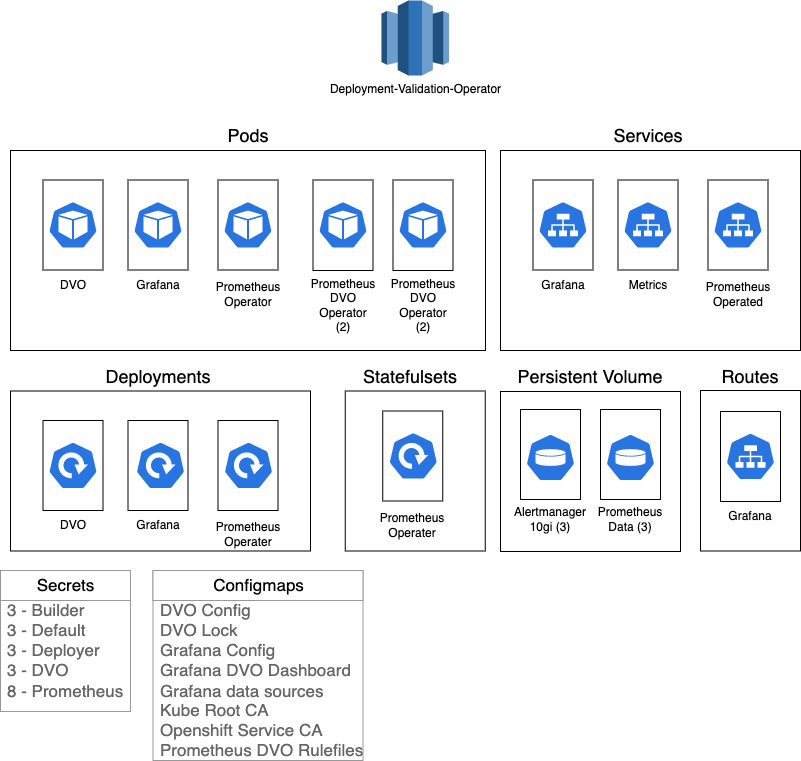 Deployment-Validation-Operator
Pods
Services
DVO
Grafana
Prometheus
Operator
Prometheus
DVO
Operator
(2)
Prometheus
DVO
Operator
(2)
Grafana
Metrics
Prometheus
Operated
Deployments
Statefulsets
Persistent Volume
Routes
DVO
Grafana
Prometheus
Operater
Prometheus
Operater
Alertmanager
10gi (3)
Prometheus
Data (3)
Grafana
Secrets
3 - Builder
3 - Default
3 - Deployer
3 - DVO
8 - Prometheus
Configmaps
DVO Config
DVO Lock
Grafana Config
Grafana DVO Dashboard
Grafana data sources
Kube Root CA
Openshift Service CA
Prometheus DVO Rulefiles